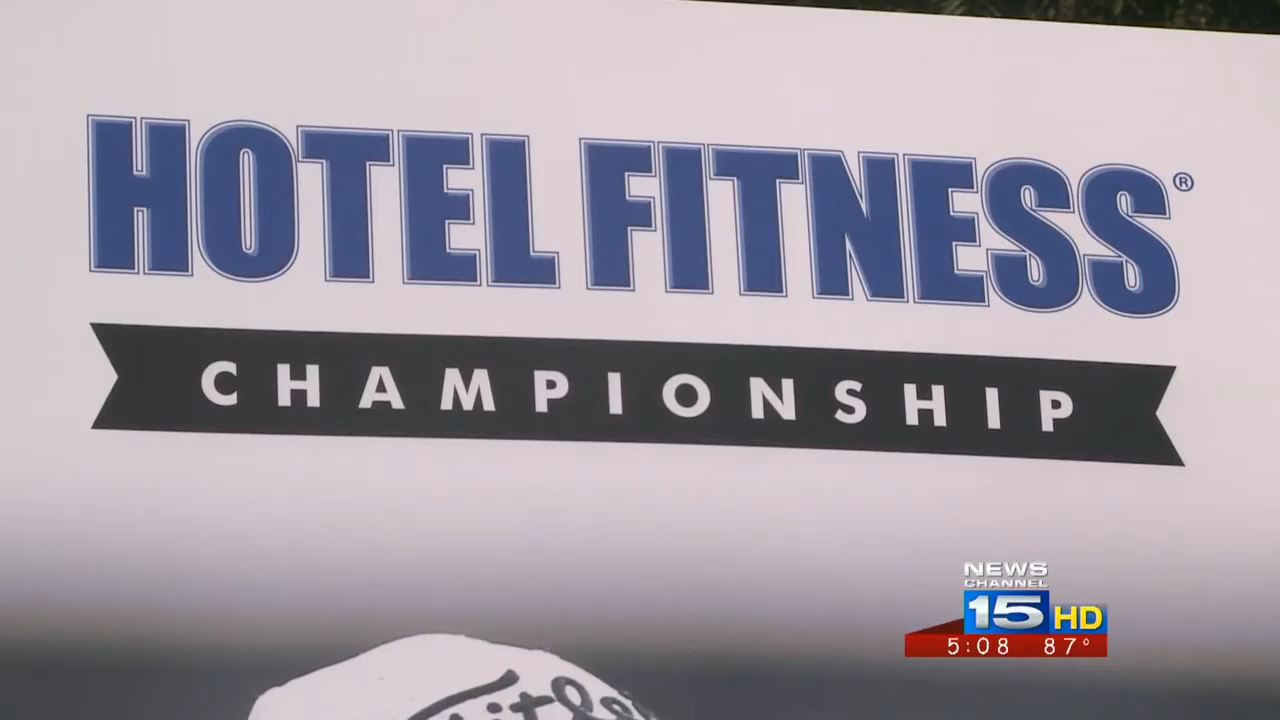 HOTEL FITNESS®
CHAMPIONSHIP
NEWS
CHANNEL
15 HD
5:08 87°